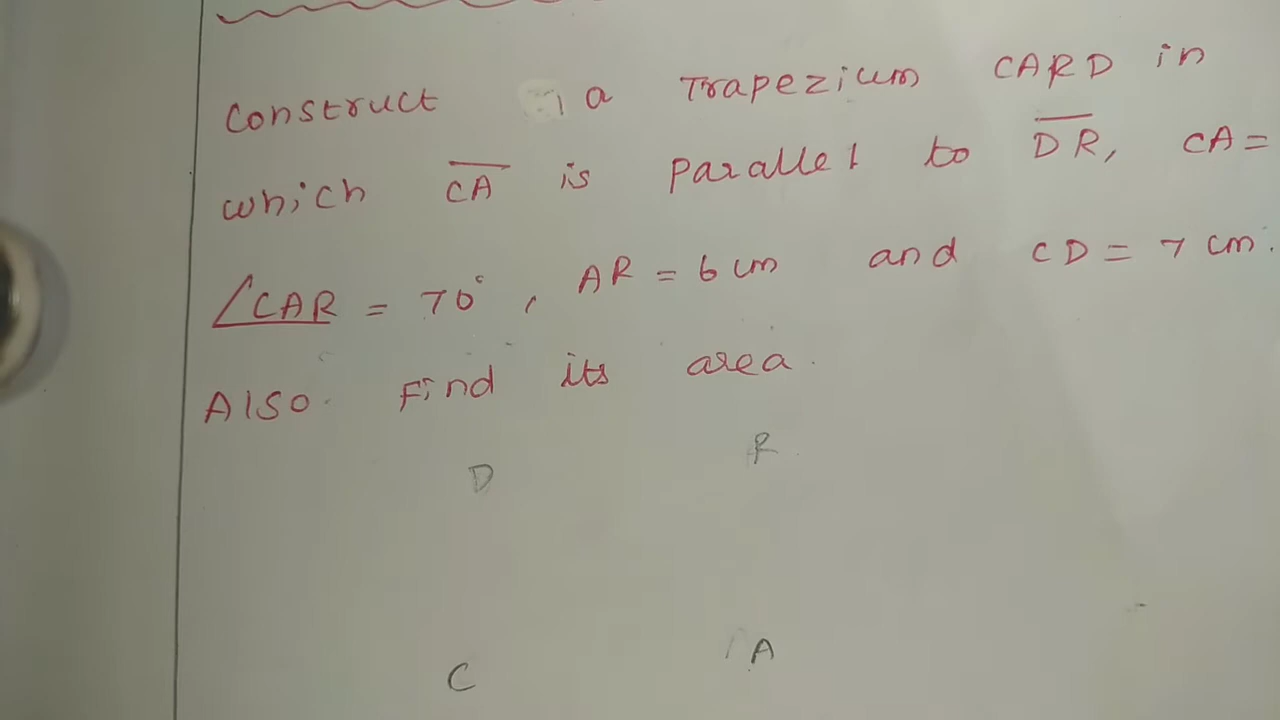 Construct a Trapezium CARD in
which CA is parallel to DR, CA=
∠CAR = 70°, AR = 6 cm and CD = 7 cm.
Also Find its area.
D R
C A